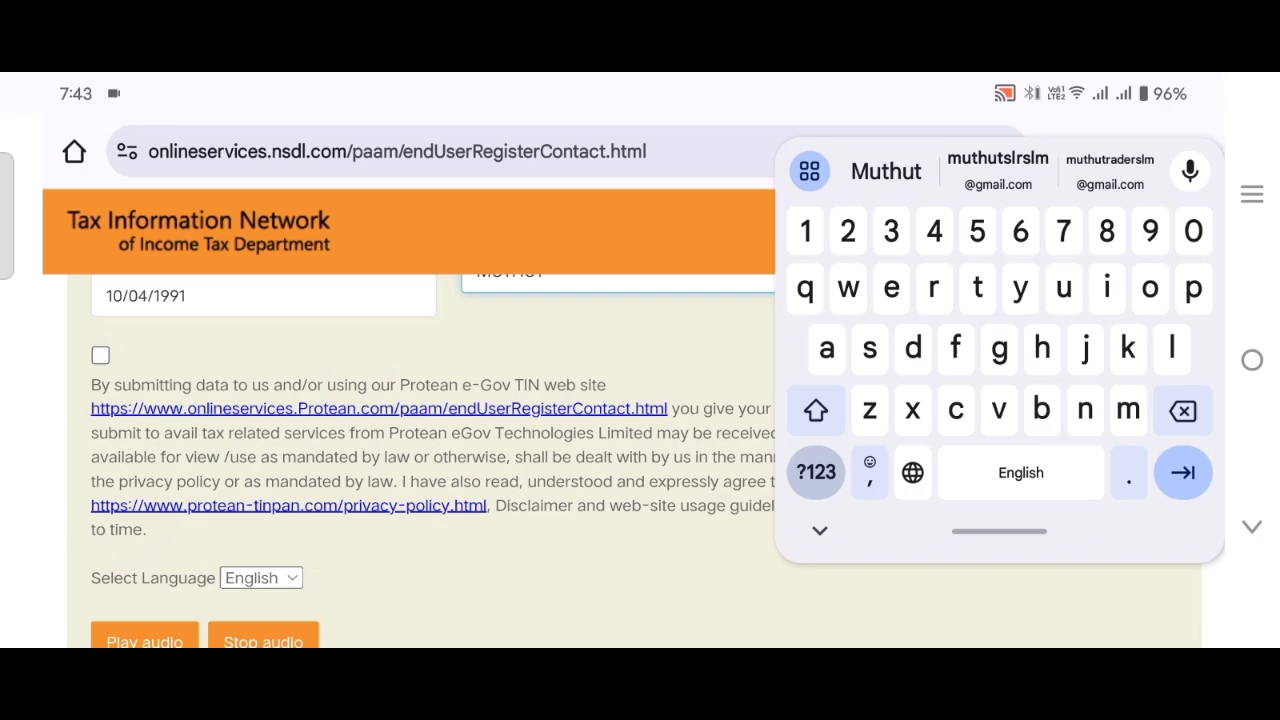 7:43
96%
onlineservices.nsdl.com/paam/endUserRegisterContact.html
Tax Information Network
of Income Tax Department
10/04/1991
By submitting data to us and/or using our Protean e-Gov TIN web site
https://www.onlineservices.Protean.com/paam/endUserRegisterContact.html you give your
submit to avail tax related services from Protean eGov Technologies Limited may be received
available for view /use as mandated by law or otherwise, shall be dealt with by us in the
the privacy policy or as mandated by law. I have also read, understood and expressly agree
https://www.protean-tinpan.com/privacy-policy.html, Disclaimer and web-site usage
to time.
Select Language English
Play audio Stop audio
Muthut muthutslrslm muthutraderslm
@gmail.com @gmail.com
1 2 3 4 5 6 7 8 9 0
q w e r t y u i o p
a s d f g h j k l
z x c v b n m
?123 , English .